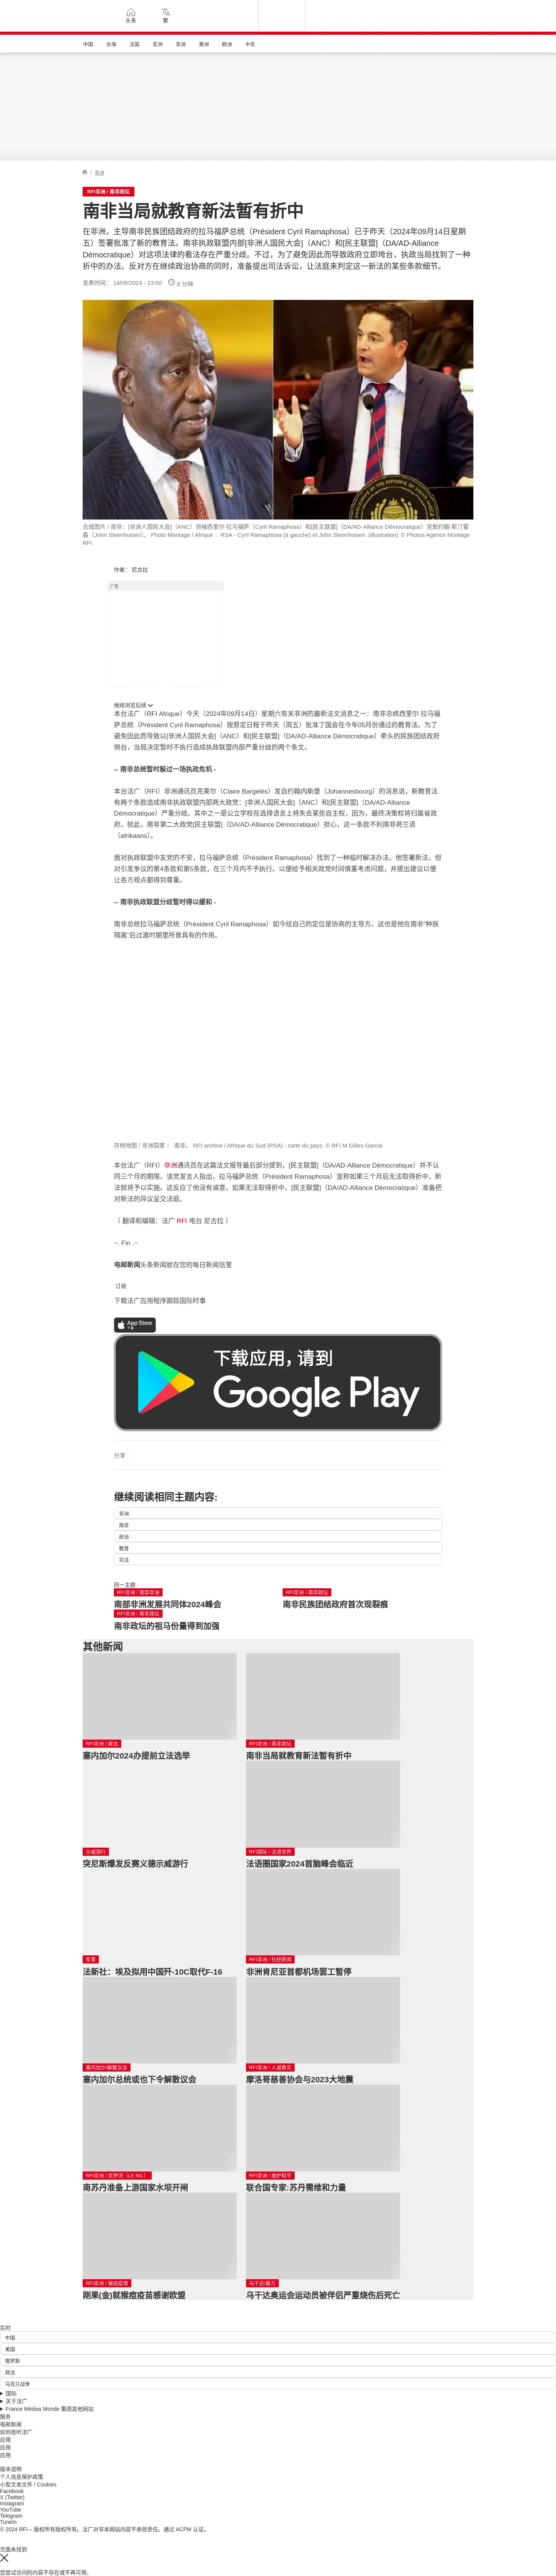 头条
繁
中国 台海 法国 亚洲 非洲 美洲 欧洲 中东
/ 非洲
RFI非洲 / 南非政坛
南非当局就教育新法暂有折中
在非洲，主导南非民族团结政府的拉马福萨总统（Président Cyril Ramaphosa）已于昨天（2024年09月14日星期
五）签署批准了新的教育法。南非执政联盟内部[非洲人国民大会]（ANC）和[民主联盟]（DA/AD-Alliance
Démocratique）对这项法律的看法存在严重分歧。不过，为了避免因此而导致政府立即垮台，执政当局找到了一种
折中的办法。反对方在继续政治协商的同时，准备提出司法诉讼，让法庭来判定这一新法的某些条款细节。
发表时间： 14/09/2024 - 23:50
8 分钟
合成图片 / 南非：[非洲人国民大会]（ANC）领袖西里尔·拉马福萨（Cyril Ramaphosa）和[民主联盟]（DA/AD-Alliance Démocratique）党魁约翰·斯汀霍
森（John Steenhuisen）。 Photo Montage / Afrique： RSA - Cyril Ramaphosa (à gauche) et John Steenhuisen. (illustration) © Photos Agence Montage
RFI
作者： 尼古拉
广告
继续浏览后续
本台法广（RFI Afrique）今天（2024年09月14日）星期六有关非洲的最新法文消息之一：南非总统西里尔·拉马福
萨总统（Président Cyril Ramaphosa）按原定日程于昨天（周五）批准了国会在今年05月份通过的教育法。为了
避免因此而导致以[非洲人国民大会]（ANC）和[民主联盟]（DA/AD-Alliance Démocratique）牵头的民族团结政府
倒台，当局决定暂时不执行造成执政联盟内部严重分歧的两个条文。
-- 南非总统暂时躲过一场执政危机 -
本台法广（RFI）非洲通讯员克莱尔（Claire Bargelès）发自约翰内斯堡（Johannesbourg）的消息说，新教育法
有两个条款造成南非执政联盟内部两大政党：[非洲人国民大会]（ANC）和[民主联盟]（DA/AD-Alliance
Démocratique）严重分歧。其中之一是公立学校在选择语言上将失去某些自主权，因为，最终决策权将归属省政
府。就此，南非第二大政党[民主联盟]（DA/AD-Alliance Démocratique）担心，这一条款不利南非荷兰语
（afrikaans）。
面对执政联盟中友党的不安，拉马福萨总统（Président Ramaphosa）找到了一种临时解决办法。他签署新法，但
对引发争议的第4条款和第5条款，在三个月内不予执行。以便给予相关政党时间慎重考虑问题，并提出建议以便
让各方观点都得到尊重。
-- 南非执政联盟分歧暂时得以缓和 -
南非总统拉马福萨总统（Président Cyril Ramaphosa）如今给自己的定位是协商的主导方。这也是他在南非“种族
隔离”后过渡时期里所曾具有的作用。
存档地图 / 非洲国家： 南非。 RFI archive / Afrique du Sud (RSA) : carte du pays. © RFI M.Gilles-Garcia
本台法广（RFI）非洲通讯员在这篇法文报导最后部分提到，[民主联盟]（DA/AD-Alliance Démocratique）并不认
同三个月的期限。该党发言人指出，拉马福萨总统（Président Ramaphosa）宣称如果三个月后无法取得折中，新
法就将予以实施。这反应了他没有诚意。如果无法取得折中，[民主联盟]（DA/AD-Alliance Démocratique）准备把
对新法的异议呈交法庭。
（ 翻译和编辑：法广 RFI 电台 尼古拉 ）
~. Fin .~
电邮新闻头条新闻就在您的每日新闻信里
订阅
下载法广应用程序跟踪国际时事
App Store
下载
下载应用，请到
Google Play
分享 :
继续阅读相同主题内容:
非洲
南非
政治
教育
司法
同一主题
RFI非洲 / 南部非洲
南部非洲发展共同体2024峰会
RFI非洲 / 南非政坛
南非民族团结政府首次现裂痕
RFI非洲 / 南非政坛
南非政坛的祖马份量得到加强
其他新闻
RFI非洲 / 政治
塞内加尔2024办提前立法选举
RFI非洲 / 南非政坛
南非当局就教育新法暂有折中
示威游行
突尼斯爆发反赛义德示威游行
RFI国际 / 法语世界
法语圈国家2024首脑峰会临近
军事
法新社：埃及拟用中国歼-10C取代F-16
RFI非洲 / 社经新闻
非洲肯尼亚首都机场罢工暂停
塞内加尔/解散议会
塞内加尔总统或也下令解散议会
RFI非洲 / 人道救灾
摩洛哥慈善协会与2023大地震
RFI非洲 / 尼罗河（LE NIL）
南苏丹准备上游国家水坝开闸
RFI非洲 / 维护和平
联合国专家:苏丹需维和力量
RFI非洲 / 猴痘疫情
刚果(金)就猴痘疫苗感谢欧盟
乌干达/暴力
乌干达奥运会运动员被伴侣严重烧伤后死亡
实时
中国
美国
俄罗斯
政治
乌克兰战争
国际
关于法广
France Médias Monde 集团其他网站
服务
电邮新闻
如何收听法广
应用
应用
应用
版本说明
个人信息保护政策
小型文本文件 / Cookies
Facebook
X (Twitter)
Instagram
YouTube
Telegram
TuneIn
© 2024 RFI – 版权所有版权所有。法广对非本网站内容不承担责任。通过 ACPM 认证。
页面未找到
您尝试访问的内容不存在或不再可用。